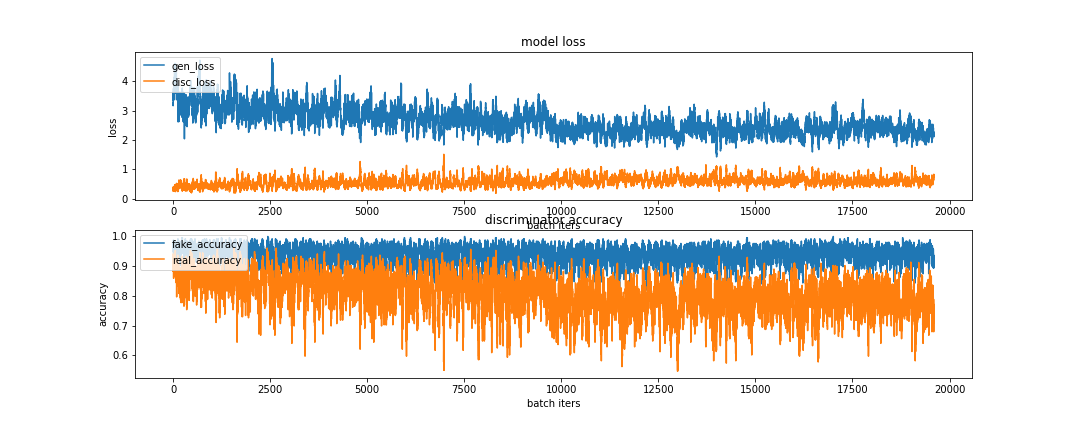 model loss
gen_loss
disc_loss
loss
4
3
2
1
0
0 2500 5000 7500 10000 12500 15000 17500 20000
batch iters
discriminator accuracy
fake_accuracy
real_accuracy
accuracy
1.0
0.9
0.8
0.7
0.6
0 2500 5000 7500 10000 12500 15000 17500 20000
batch iters